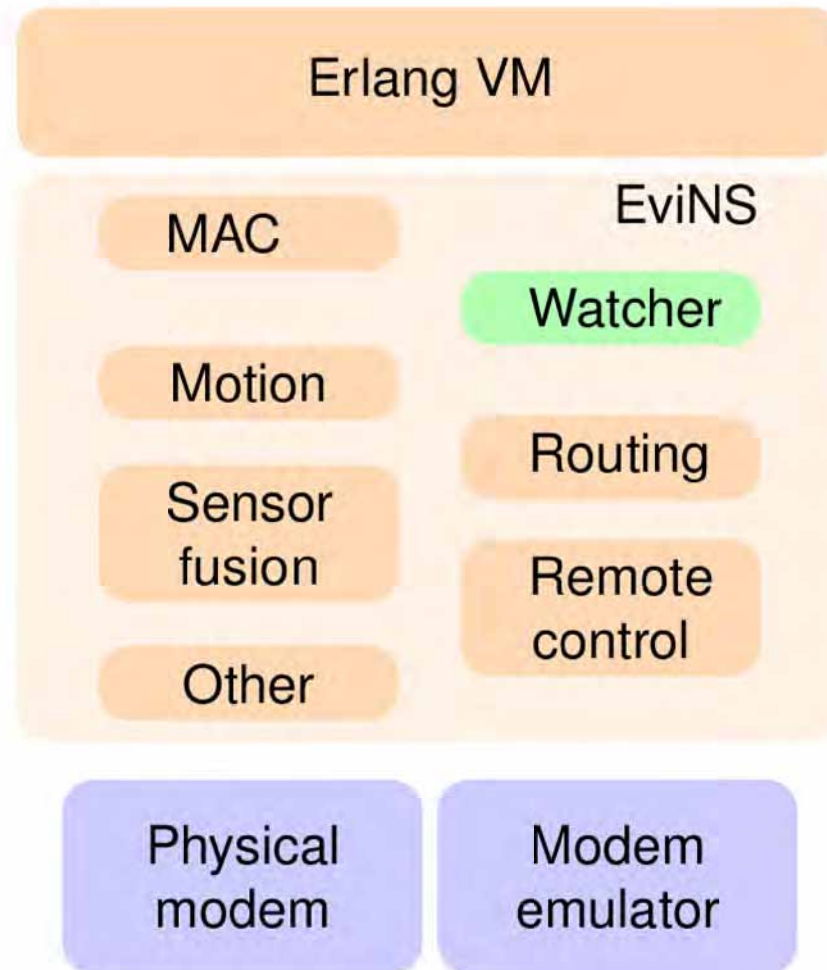 Erlang VM
EviNS
MAC
Watcher
Motion
Routing
Sensor
fusion
Remote
control
Other
Physical
modem
Modem
emulator